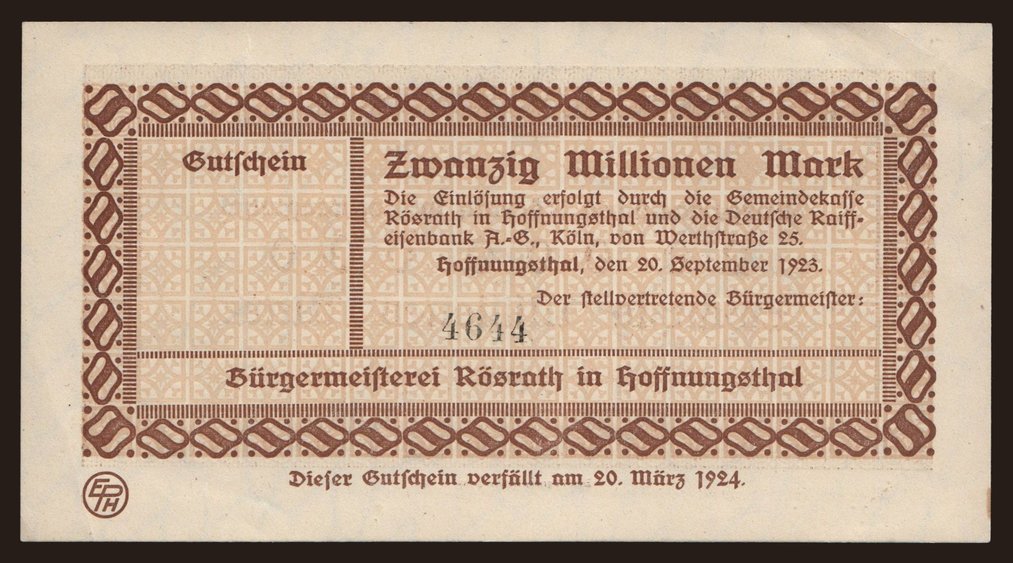 Gutschein
Zwanzig Millionen Mark
Die Einlösung erfolgt durch die Gemeindekasse
Rösrath in Hoffnungsthal und die Deutsche Raiff-
eisenbank A.-G., Köln, von Werthstraße 25.
Hoffnungsthal, den 20. September 1923.
Der stellvertretende Bürgermeister:
4644
Bürgermeisterei Rösrath in Hoffnungsthal
Dieser Gutschein verfällt am 20. März 1924.
EPTH